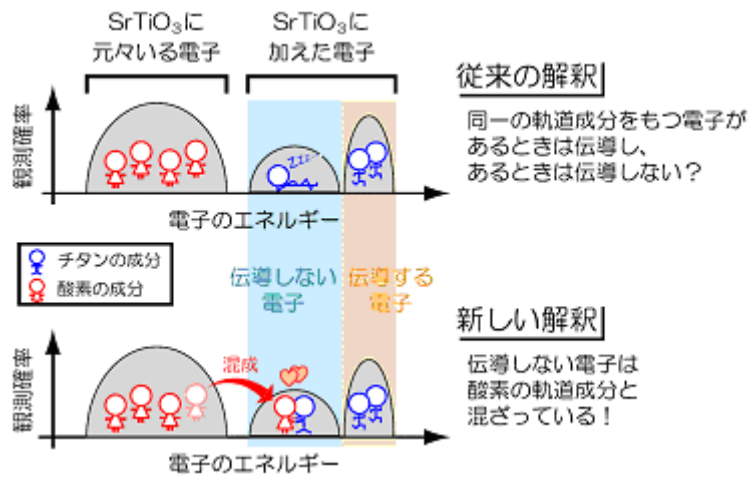 SrTiO₃に
元々いる電子
SrTiO₃に
加えた電子
従来の解釈
同一の軌道成分をもつ電子が
あるときは伝導し、
あるときは伝導しない？
観測確率
zzz
電子のエネルギー
チタンの成分
酸素の成分
伝導しない
電子
伝導する
電子
新しい解釈
伝導しない電子は
酸素の軌道成分と
混ざっている！
観測確率
混成
電子のエネルギー